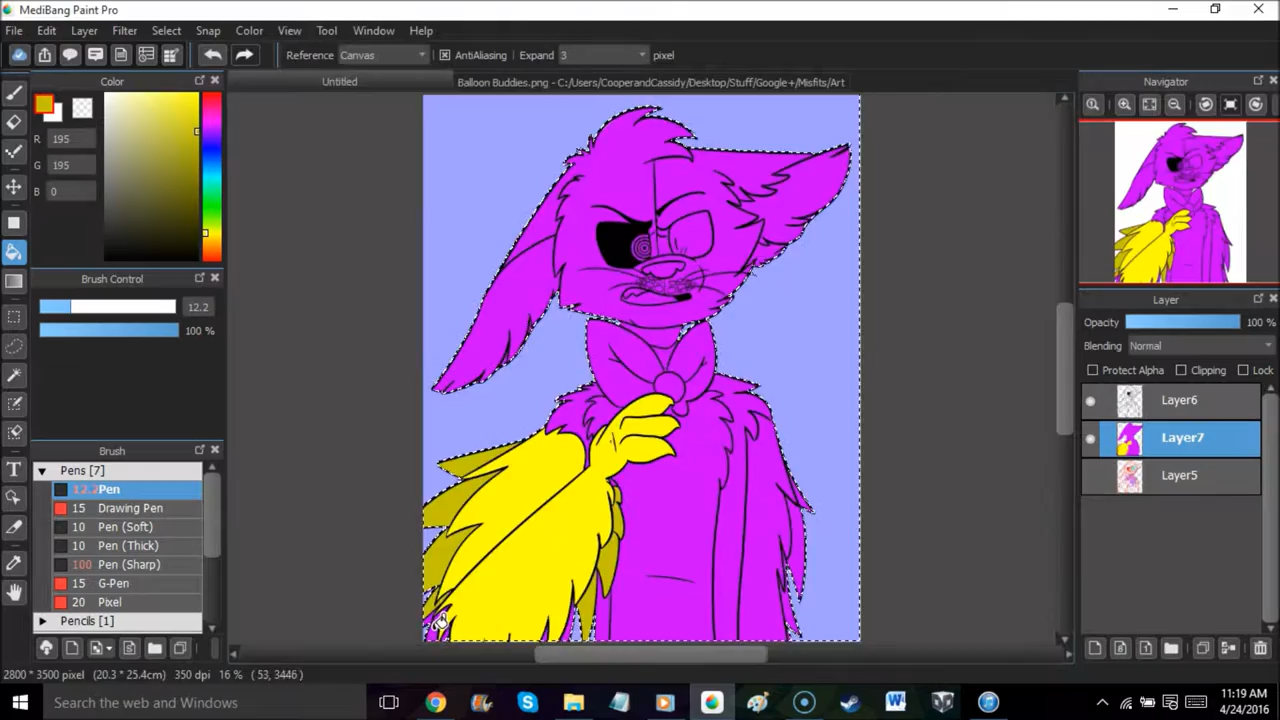 MediBang Paint Pro
File Edit Layer Filter Select Snap Color View Tool Window Help
Reference Canvas AntiAliasing Expand 3 pixel
Color Untitled Balloon Buddies.png - C:/Users/CooperandCassidy/Desktop/Stuff/Google+/Misfits/Art Navigator
R 195
G 195
B 0
Brush Control
12.2
100 %
Layer
Opacity 100 %
Blending Normal
Protect Alpha Clipping Lock
Layer6
Layer7
Layer5
Brush
Pens [7]
12.2 Pen
15 Drawing Pen
10 Pen (Soft)
10 Pen (Thick)
100 Pen (Sharp)
15 G-Pen
20 Pixel
Pencils [1]
2800 * 3500 pixel (20.3 * 25.4cm) 350 dpi 16 % ( 53, 3446 )
Search the web and Windows
11:19 AM
4/24/2016